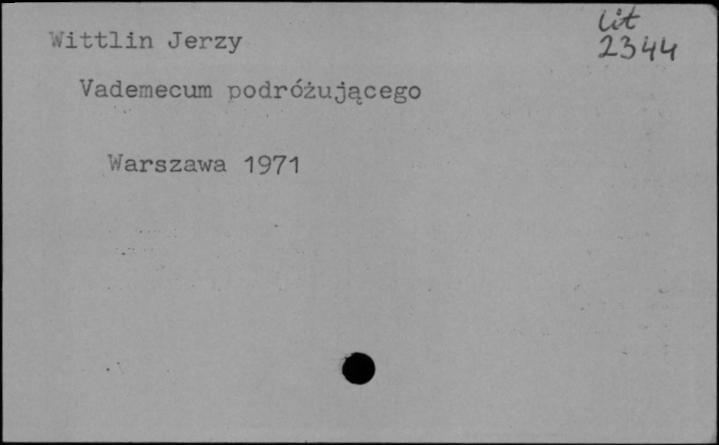 Wittlin Jerzy
lit
2344
Vademecum podróżującego
Warszawa 1971